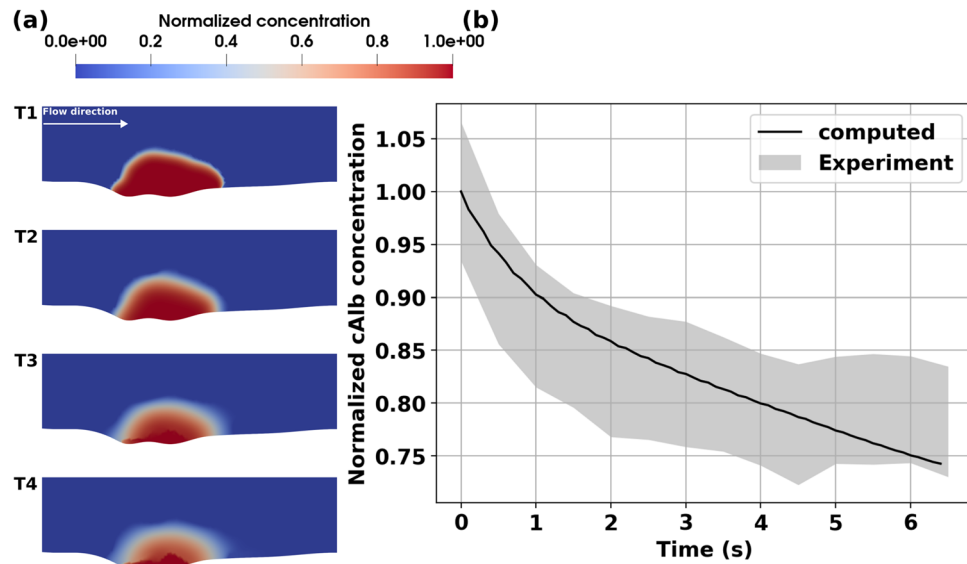 (a)
Normalized concentration
0.0e+00 0.2 0.4 0.6 0.8 1.0e+00
T1
Flow direction
T2
T3
T4
(b)
Normalized cAlb concentration
1.05
1.00
0.95
0.90
0.85
0.80
0.75
computed
Experiment
0 1 2 3 4 5 6
Time (s)